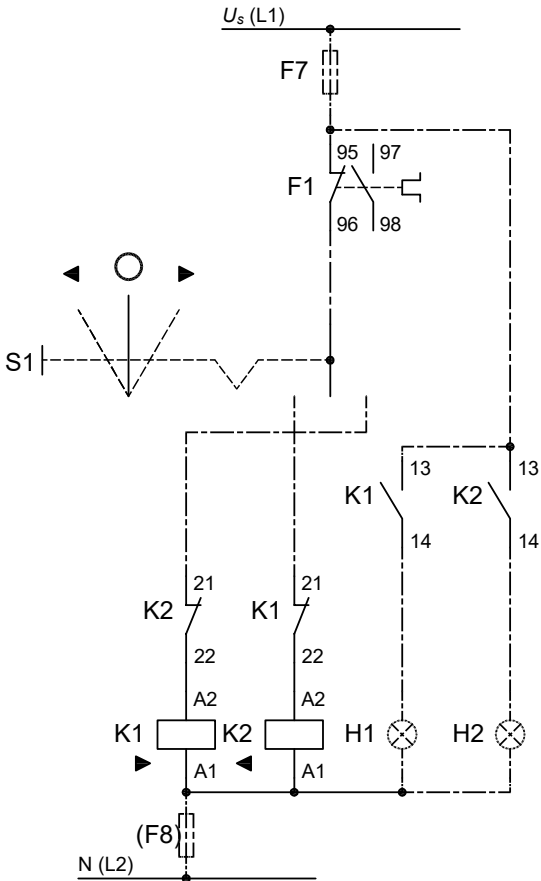 Us (L1)
F7
95 97
F1
96 98
S1
13 13
K1 K2
14 14
21 21
K2 K1
22 22
A2 A2
K1 K2 H1 H2
A1 A1
(F8)
N (L2)